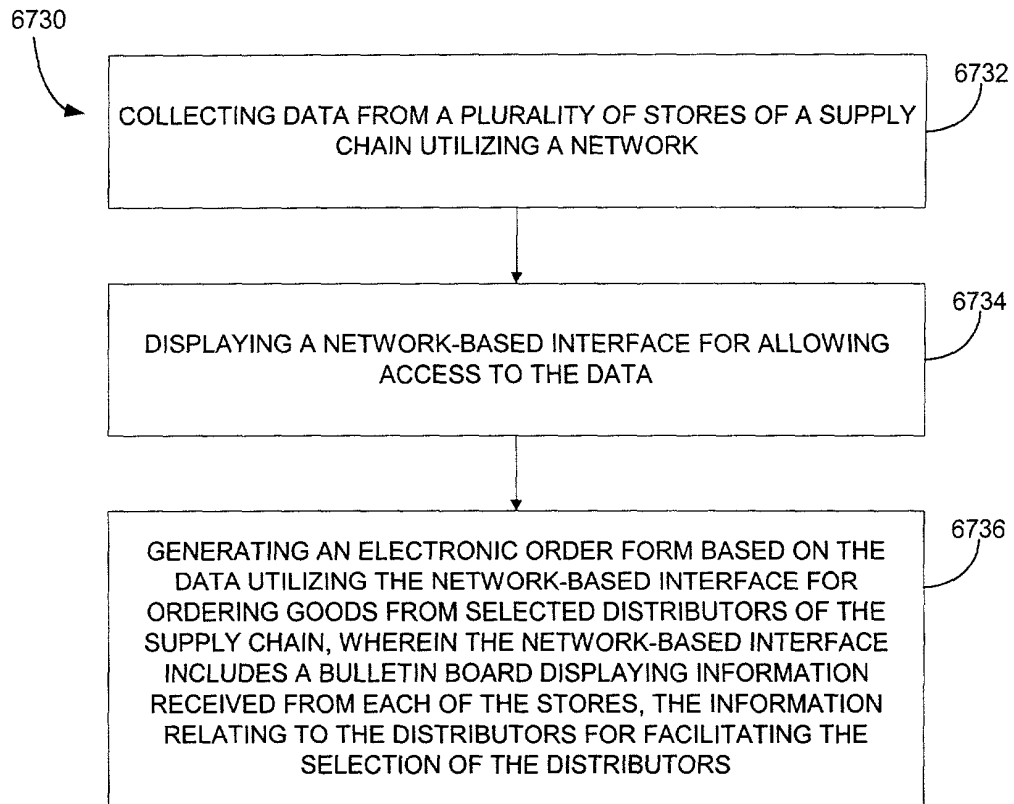 6730
6732
COLLECTING DATA FROM A PLURALITY OF STORES OF A SUPPLY
CHAIN UTILIZING A NETWORK
6734
DISPLAYING A NETWORK-BASED INTERFACE FOR ALLOWING
ACCESS TO THE DATA
6736
GENERATING AN ELECTRONIC ORDER FORM BASED ON THE
DATA UTILIZING THE NETWORK-BASED INTERFACE FOR
ORDERING GOODS FROM SELECTED DISTRIBUTORS OF THE
SUPPLY CHAIN, WHEREIN THE NETWORK-BASED INTERFACE
INCLUDES A BULLETIN BOARD DISPLAYING INFORMATION
RECEIVED FROM EACH OF THE STORES, THE INFORMATION
RELATING TO THE DISTRIBUTORS FOR FACILITATING THE
SELECTION OF THE DISTRIBUTORS